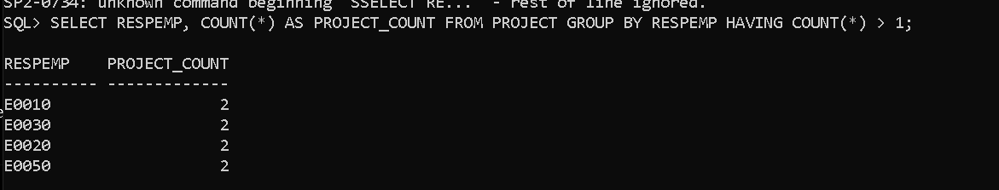 SP2-0734: unknown command beginning "SSELECT RE..." - rest of line ignored.
SQL> SELECT RESPEMP, COUNT(*) AS PROJECT_COUNT FROM PROJECT GROUP BY RESPEMP HAVING COUNT(*) > 1;
RESPEMP    PROJECT_COUNT
---------- -------------
E0010                  2
E0030                  2
E0020                  2
E0050                  2